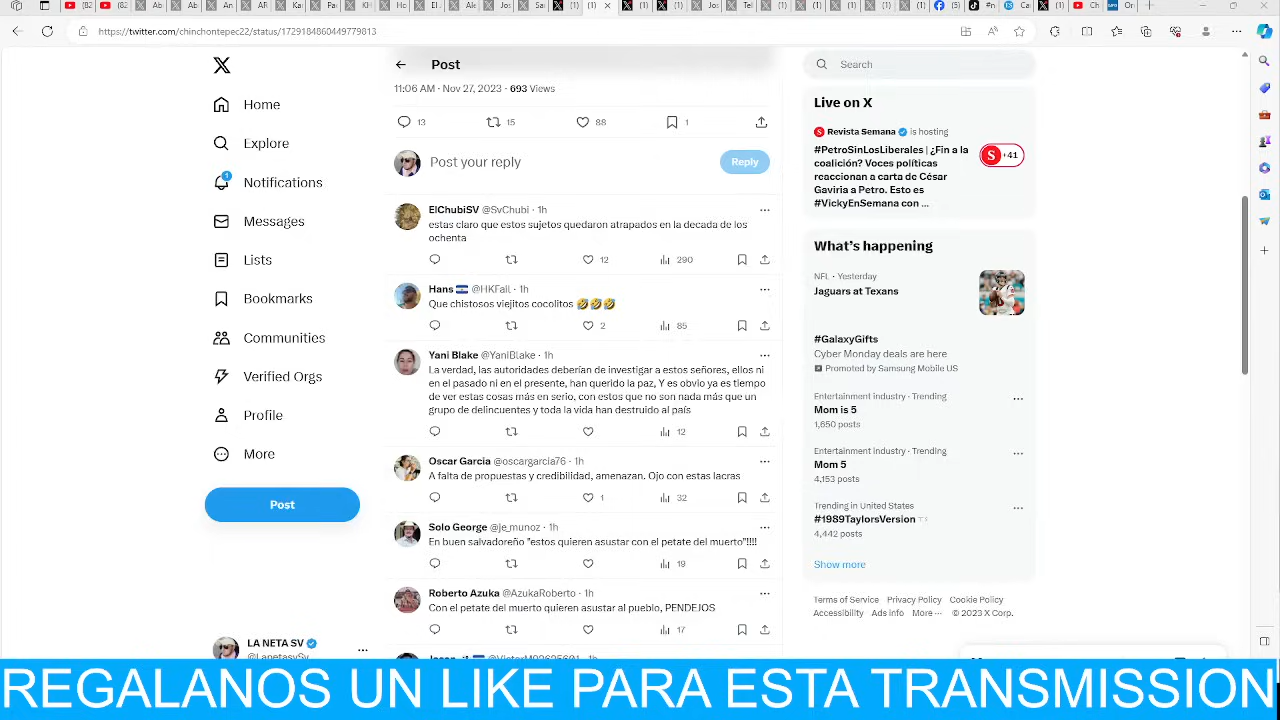 https://twitter.com/chinchontepec22/status/1729184860449779813
Home
Explore
1
Notifications
Messages
Lists
Bookmarks
Communities
Verified Orgs
Profile
More
Post
LA NETA SV
Post
11:06 AM · Nov 27, 2023 · 693 Views
13 15 88 1
Post your reply
Reply
ElChubiSV @SvChubi · 1h
estas claro que estos sujetos quedaron atrapados en la decada de los
ochenta
12 290
Hans @HKFall · 1h
Que chistosos viejitos cocolitos 🤣🤣🤣
2 85
Yani Blake @YaniBlake · 1h
La verdad, las autoridades deberían de investigar a estos señores, ellos ni
en el pasado ni en el presente, han querido la paz, Y es obvio ya es tiempo
de ver estas cosas más en serio, con estos que no son nada más que un
grupo de delincuentes y toda la vida han destruido al país
12
Oscar Garcia @oscargarcia76 · 1h
A falta de propuestas y credibilidad, amenazan. Ojo con estas lacras
1 32
Solo George @je_munoz · 1h
En buen salvadoreño "estos quieren asustar con el petate del muerto"!!!!
19
Roberto Azuka @AzukaRoberto · 1h
Con el petate del muerto quieren asustar al pueblo, PENDEJOS
17
Search
Live on X
Revista Semana is hosting
#PetroSinLosLiberales | ¿Fin a la
coalición? Voces políticas
reaccionan a carta de César
Gaviria a Petro. Esto es
#VickyEnSemana con ...
S +41
What's happening
NFL · Yesterday
Jaguars at Texans
#GalaxyGifts
Cyber Monday deals are here
Promoted by Samsung Mobile US
Entertainment industry · Trending
Mom is 5
1,650 posts
Entertainment industry · Trending
Mom 5
4,153 posts
Trending in United States
#1989TaylorsVersion
4,442 posts
Show more
Terms of Service Privacy Policy Cookie Policy
Accessibility Ads info More ··· © 2023 X Corp.
REGALANOS UN LIKE PARA ESTA TRANSMISSION